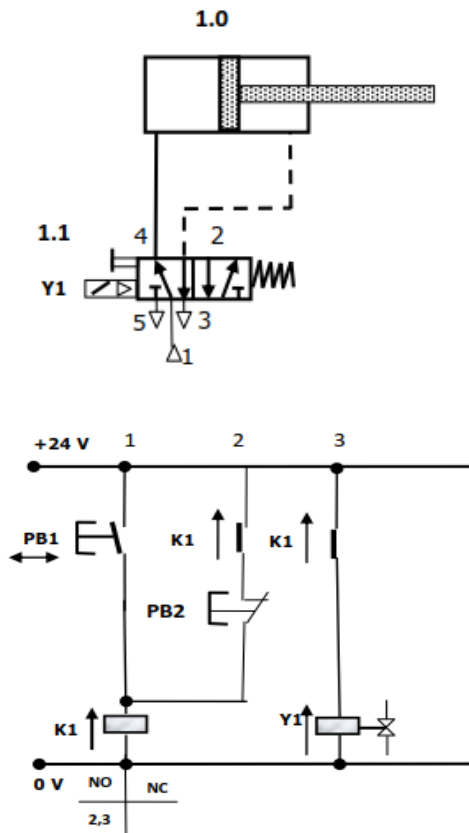 1.0
1.1
4 2
Y1
5 3
1
1 2 3
+24 V
PB1 K1 K1
PB2
K1 Y1
0 V NO NC
2,3